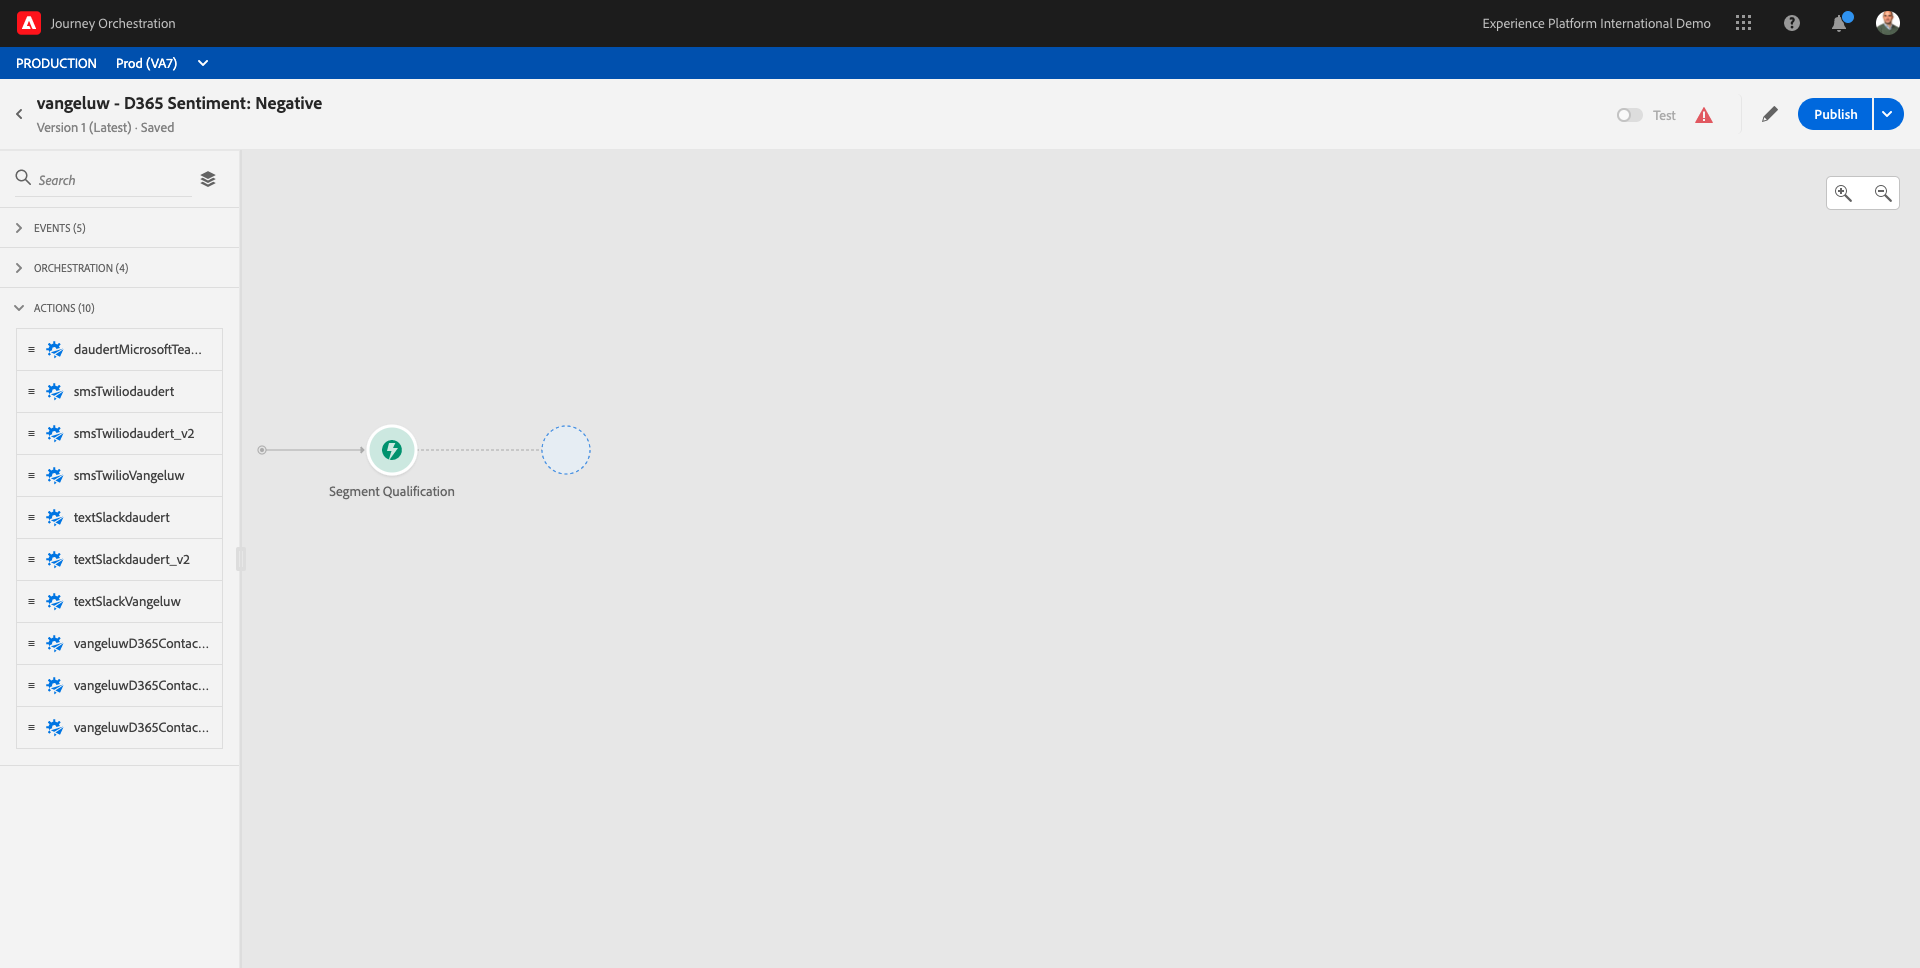 Journey Orchestration
Experience Platform International Demo
PRODUCTION Prod (VA7)
vangeluw - D365 Sentiment: Negative
Version 1 (Latest) · Saved
Test
Publish
Search
EVENTS (5)
ORCHESTRATION (4)
ACTIONS (10)
daudertMicrosoftTea...
smsTwiliodaudert
smsTwiliodaudert_v2
smsTwilioVangeluw
textSlackdaudert
textSlackdaudert_v2
textSlackVangeluw
vangeluwD365Contac...
vangeluwD365Contac...
vangeluwD365Contac...
Segment Qualification